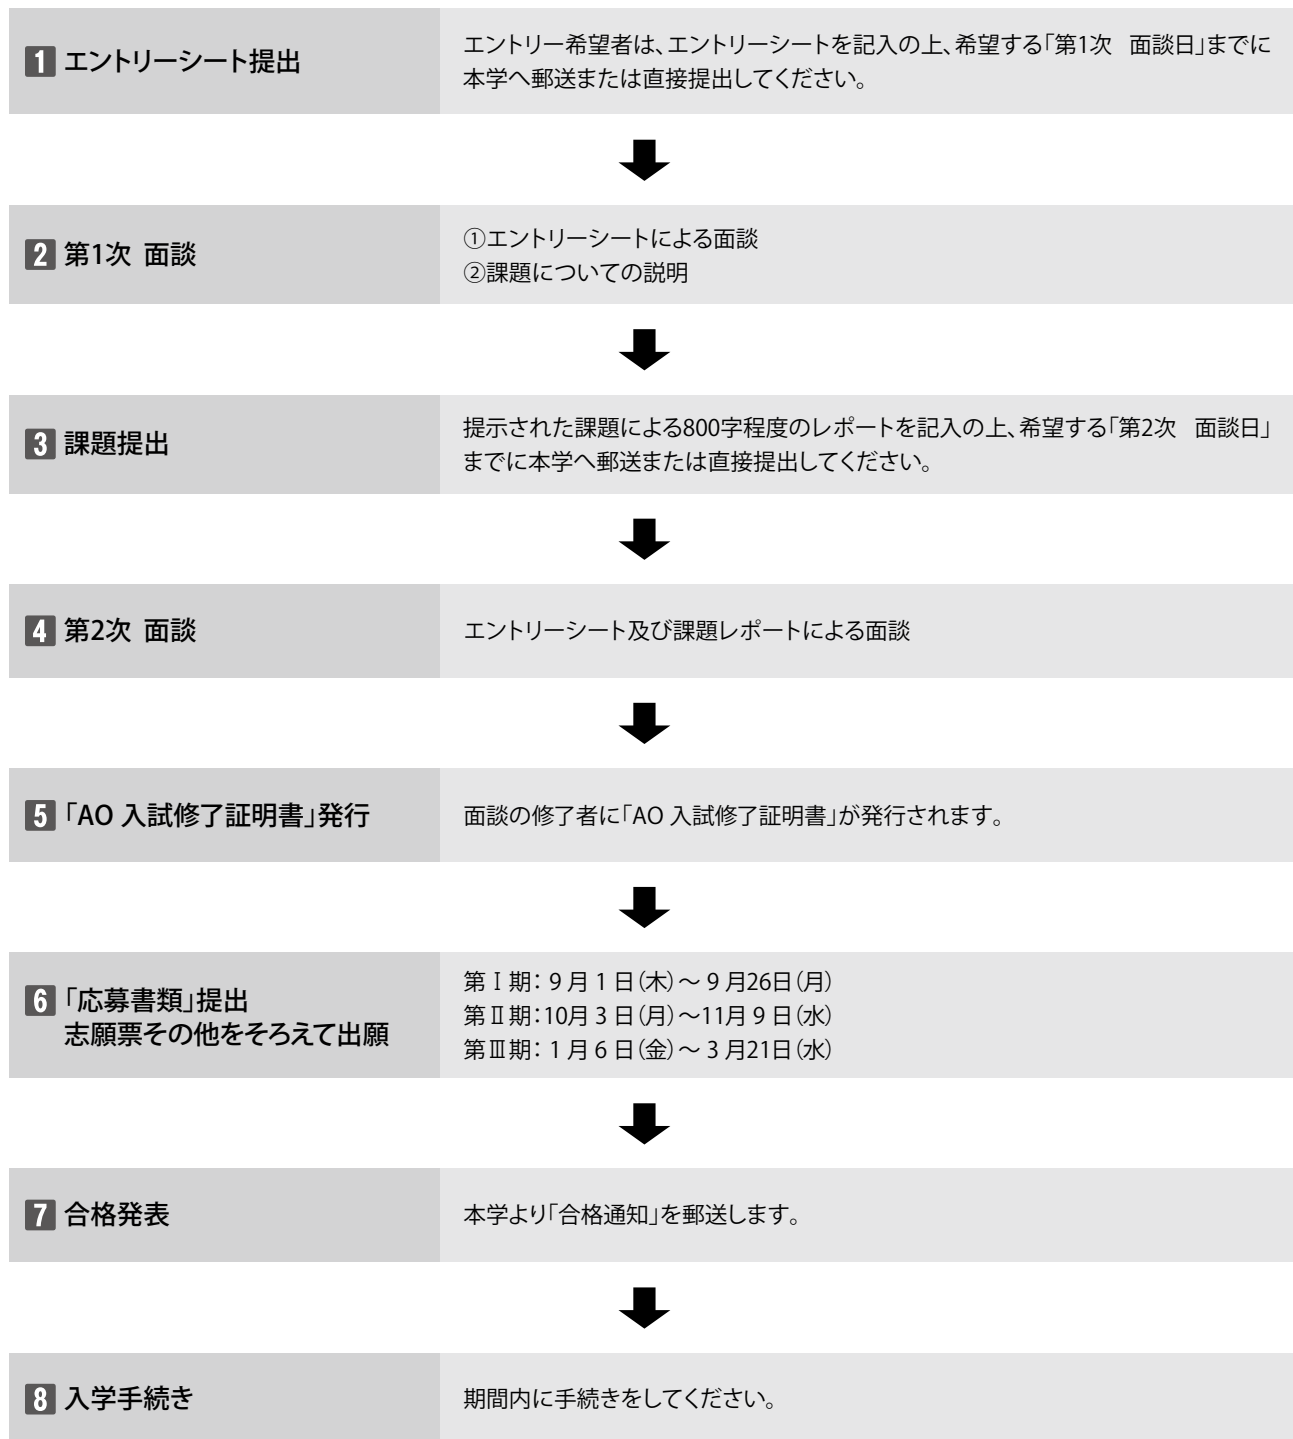 1 エントリーシート提出
エントリー希望者は、エントリーシートを記入の上、希望する「第1次 面談日」までに
本学へ郵送または直接提出してください。
2 第1次 面談
①エントリーシートによる面談
②課題についての説明
3 課題提出
提示された課題による800字程度のレポートを記入の上、希望する「第2次 面談日」
までに本学へ郵送または直接提出してください。
4 第2次 面談
エントリーシート及び課題レポートによる面談
5 「AO 入試修了証明書」発行
面談の修了者に「AO 入試修了証明書」が発行されます。
6 「応募書類」提出
志願票その他をそろえて出願
第Ⅰ期: 9月1日(木)～9月26日(月)
第Ⅱ期:10月3日(月)～11月9日(水)
第Ⅲ期: 1月6日(金)～3月21日(水)
7 合格発表
本学より「合格通知」を郵送します。
8 入学手続き
期間内に手続きをしてください。